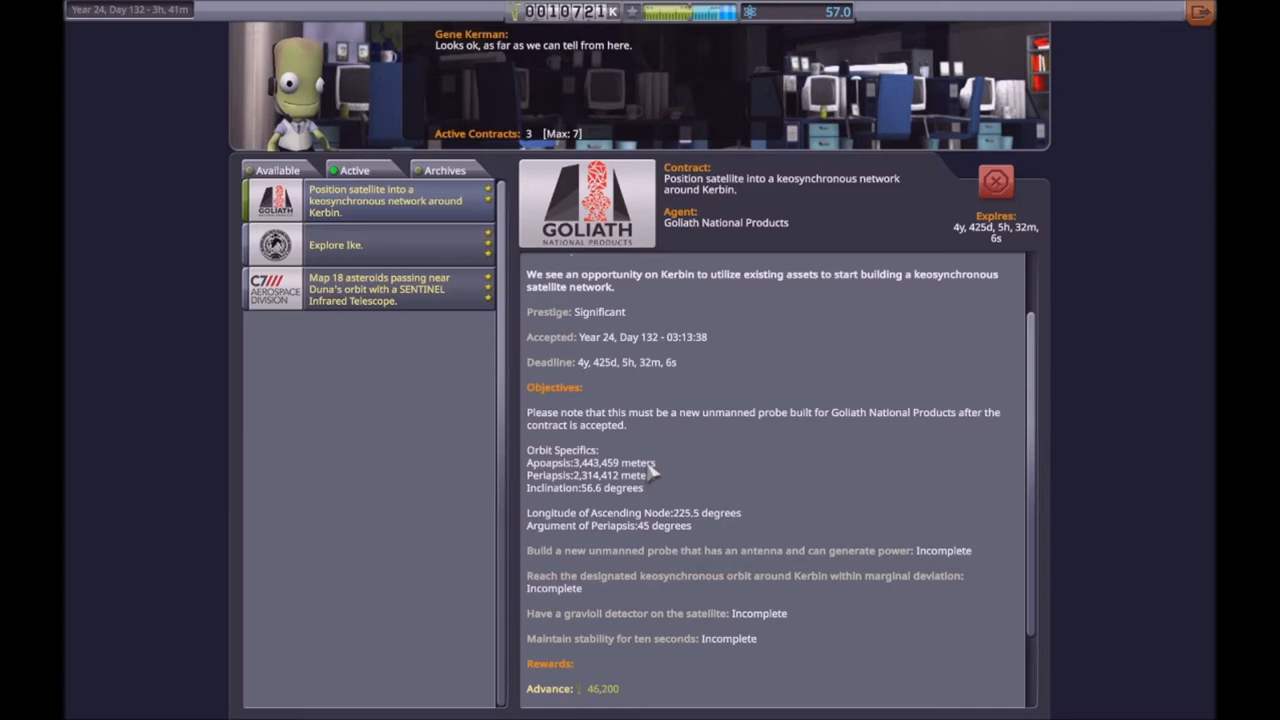 Year 24, Day 132 - 3h, 41m
0010721K
57.0
Gene Kerman:
Looks ok, as far as we can tell from here.
Active Contracts: 3 [Max: 7]
Available
Active
Archives
GOLIATH
NATIONAL PRODUCTS
Position satellite into a
keosynchronous network around
Kerbin.
Explore Ike.
C7///
AEROSPACE
DIVISION
Map 18 asteroids passing near
Duna's orbit with a SENTINEL
Infrared Telescope.
GOLIATH
NATIONAL PRODUCTS
Contract:
Position satellite into a keosynchronous network
around Kerbin.
Agent:
Goliath National Products
Expires:
4y, 425d, 5h, 32m,
6s
We see an opportunity on Kerbin to utilize existing assets to start building a keosynchronous
satellite network.
Prestige: Significant
Accepted: Year 24, Day 132 - 03:13:38
Deadline: 4y, 425d, 5h, 32m, 6s
Objectives:
Please note that this must be a new unmanned probe built for Goliath National Products after the
contract is accepted.
Orbit Specifics:
Apoapsis:3,443,459 meters
Periapsis:2,314,412 mete
Inclination:56.6 degrees
Longitude of Ascending Node:225.5 degrees
Argument of Periapsis:45 degrees
Build a new unmanned probe that has an antenna and can generate power: Incomplete
Reach the designated keosynchronous orbit around Kerbin within marginal deviation:
Incomplete
Have a gravioli detector on the satellite: Incomplete
Maintain stability for ten seconds: Incomplete
Rewards:
Advance: 46,200